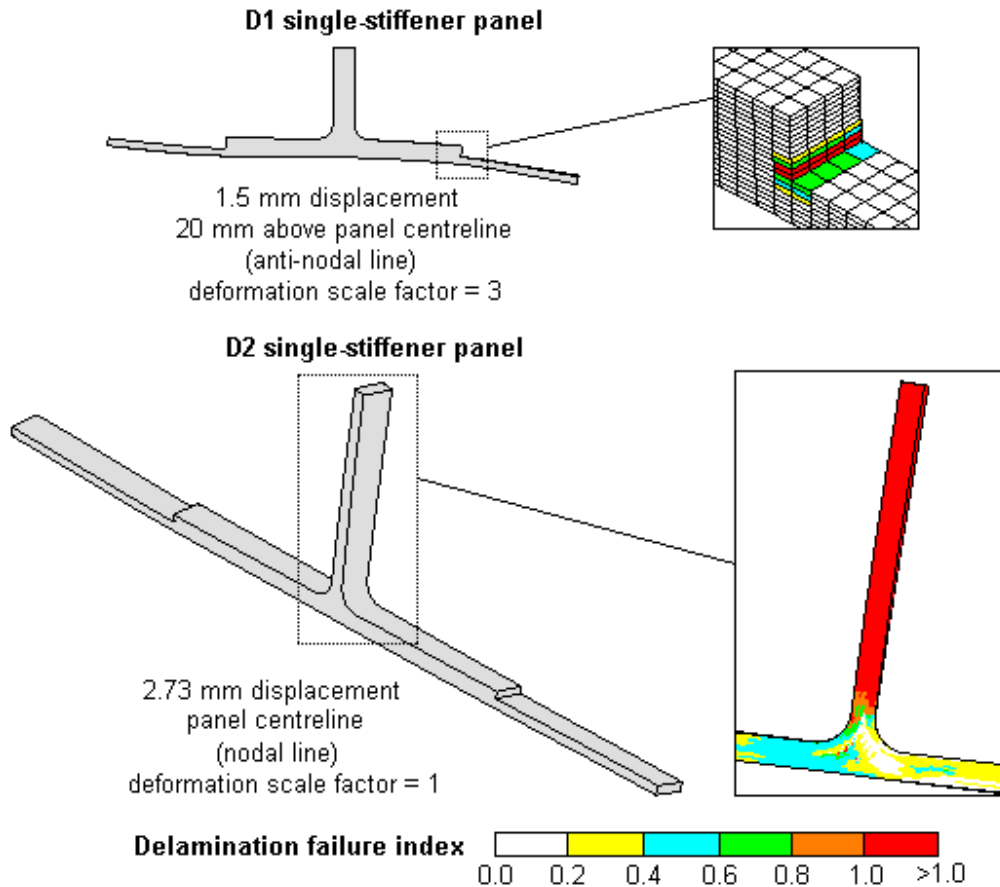 D1 single-stiffener panel
1.5 mm displacement
20 mm above panel centreline
(anti-nodal line)
deformation scale factor = 3
D2 single-stiffener panel
2.73 mm displacement
panel centreline
(nodal line)
deformation scale factor = 1
Delamination failure index
0.0 0.2 0.4 0.6 0.8 1.0 >1.0